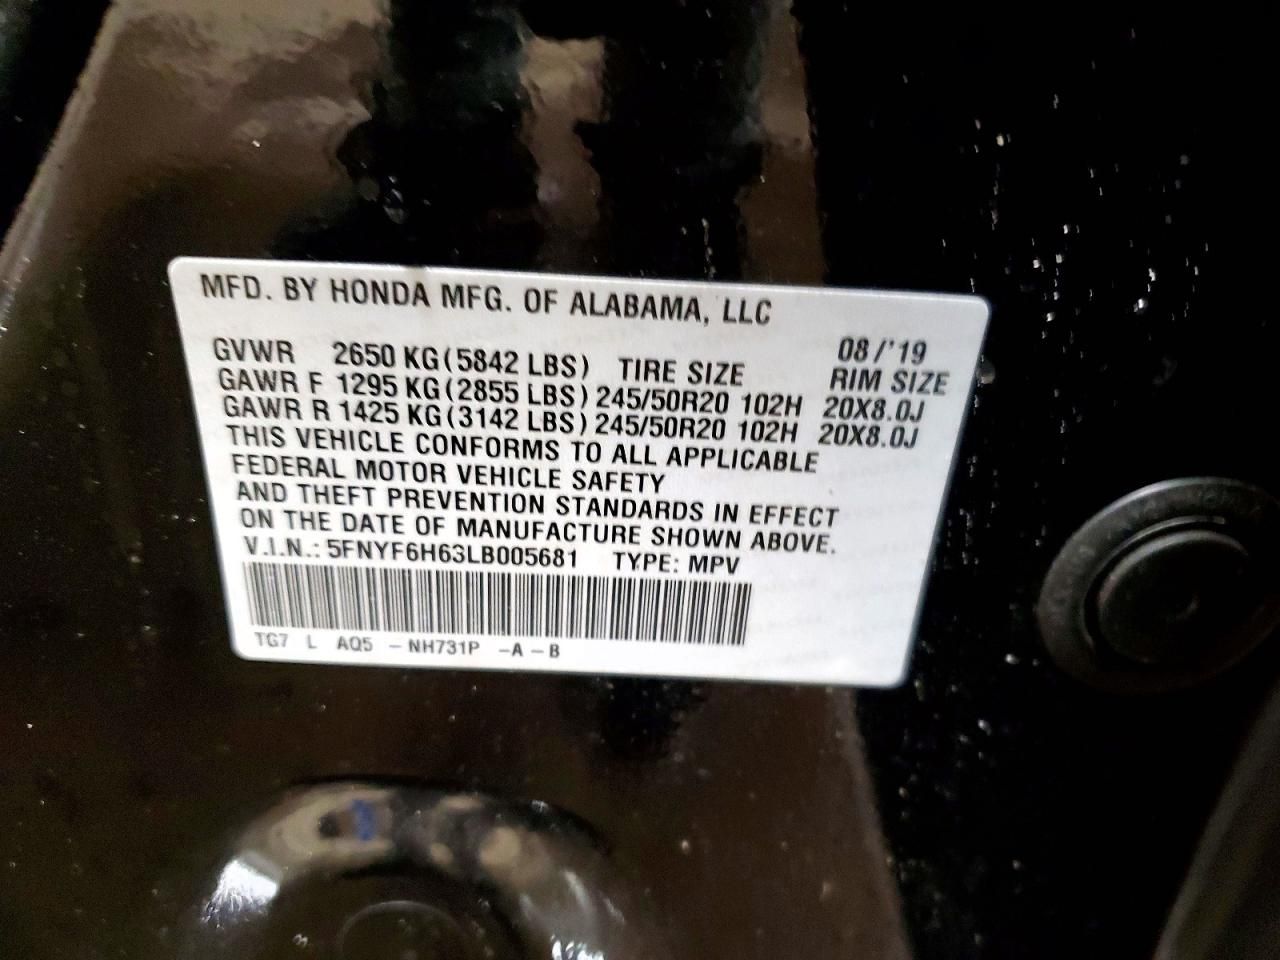 MFD. BY HONDA MFG. OF ALABAMA, LLC
08/'19
GVWR 2650 KG(5842 LBS) TIRE SIZE RIM SIZE
GAWR F 1295 KG(2855 LBS) 245/50R20 102H 20X8.0J
GAWR R 1425 KG(3142 LBS) 245/50R20 102H 20X8.0J
THIS VEHICLE CONFORMS TO ALL APPLICABLE
FEDERAL MOTOR VEHICLE SAFETY
AND THEFT PREVENTION STANDARDS IN EFFECT
ON THE DATE OF MANUFACTURE SHOWN ABOVE.
V.I.N.: 5FNYF6H63LB005681 TYPE: MPV
TG7 L AQ5 - NH731P -A-B